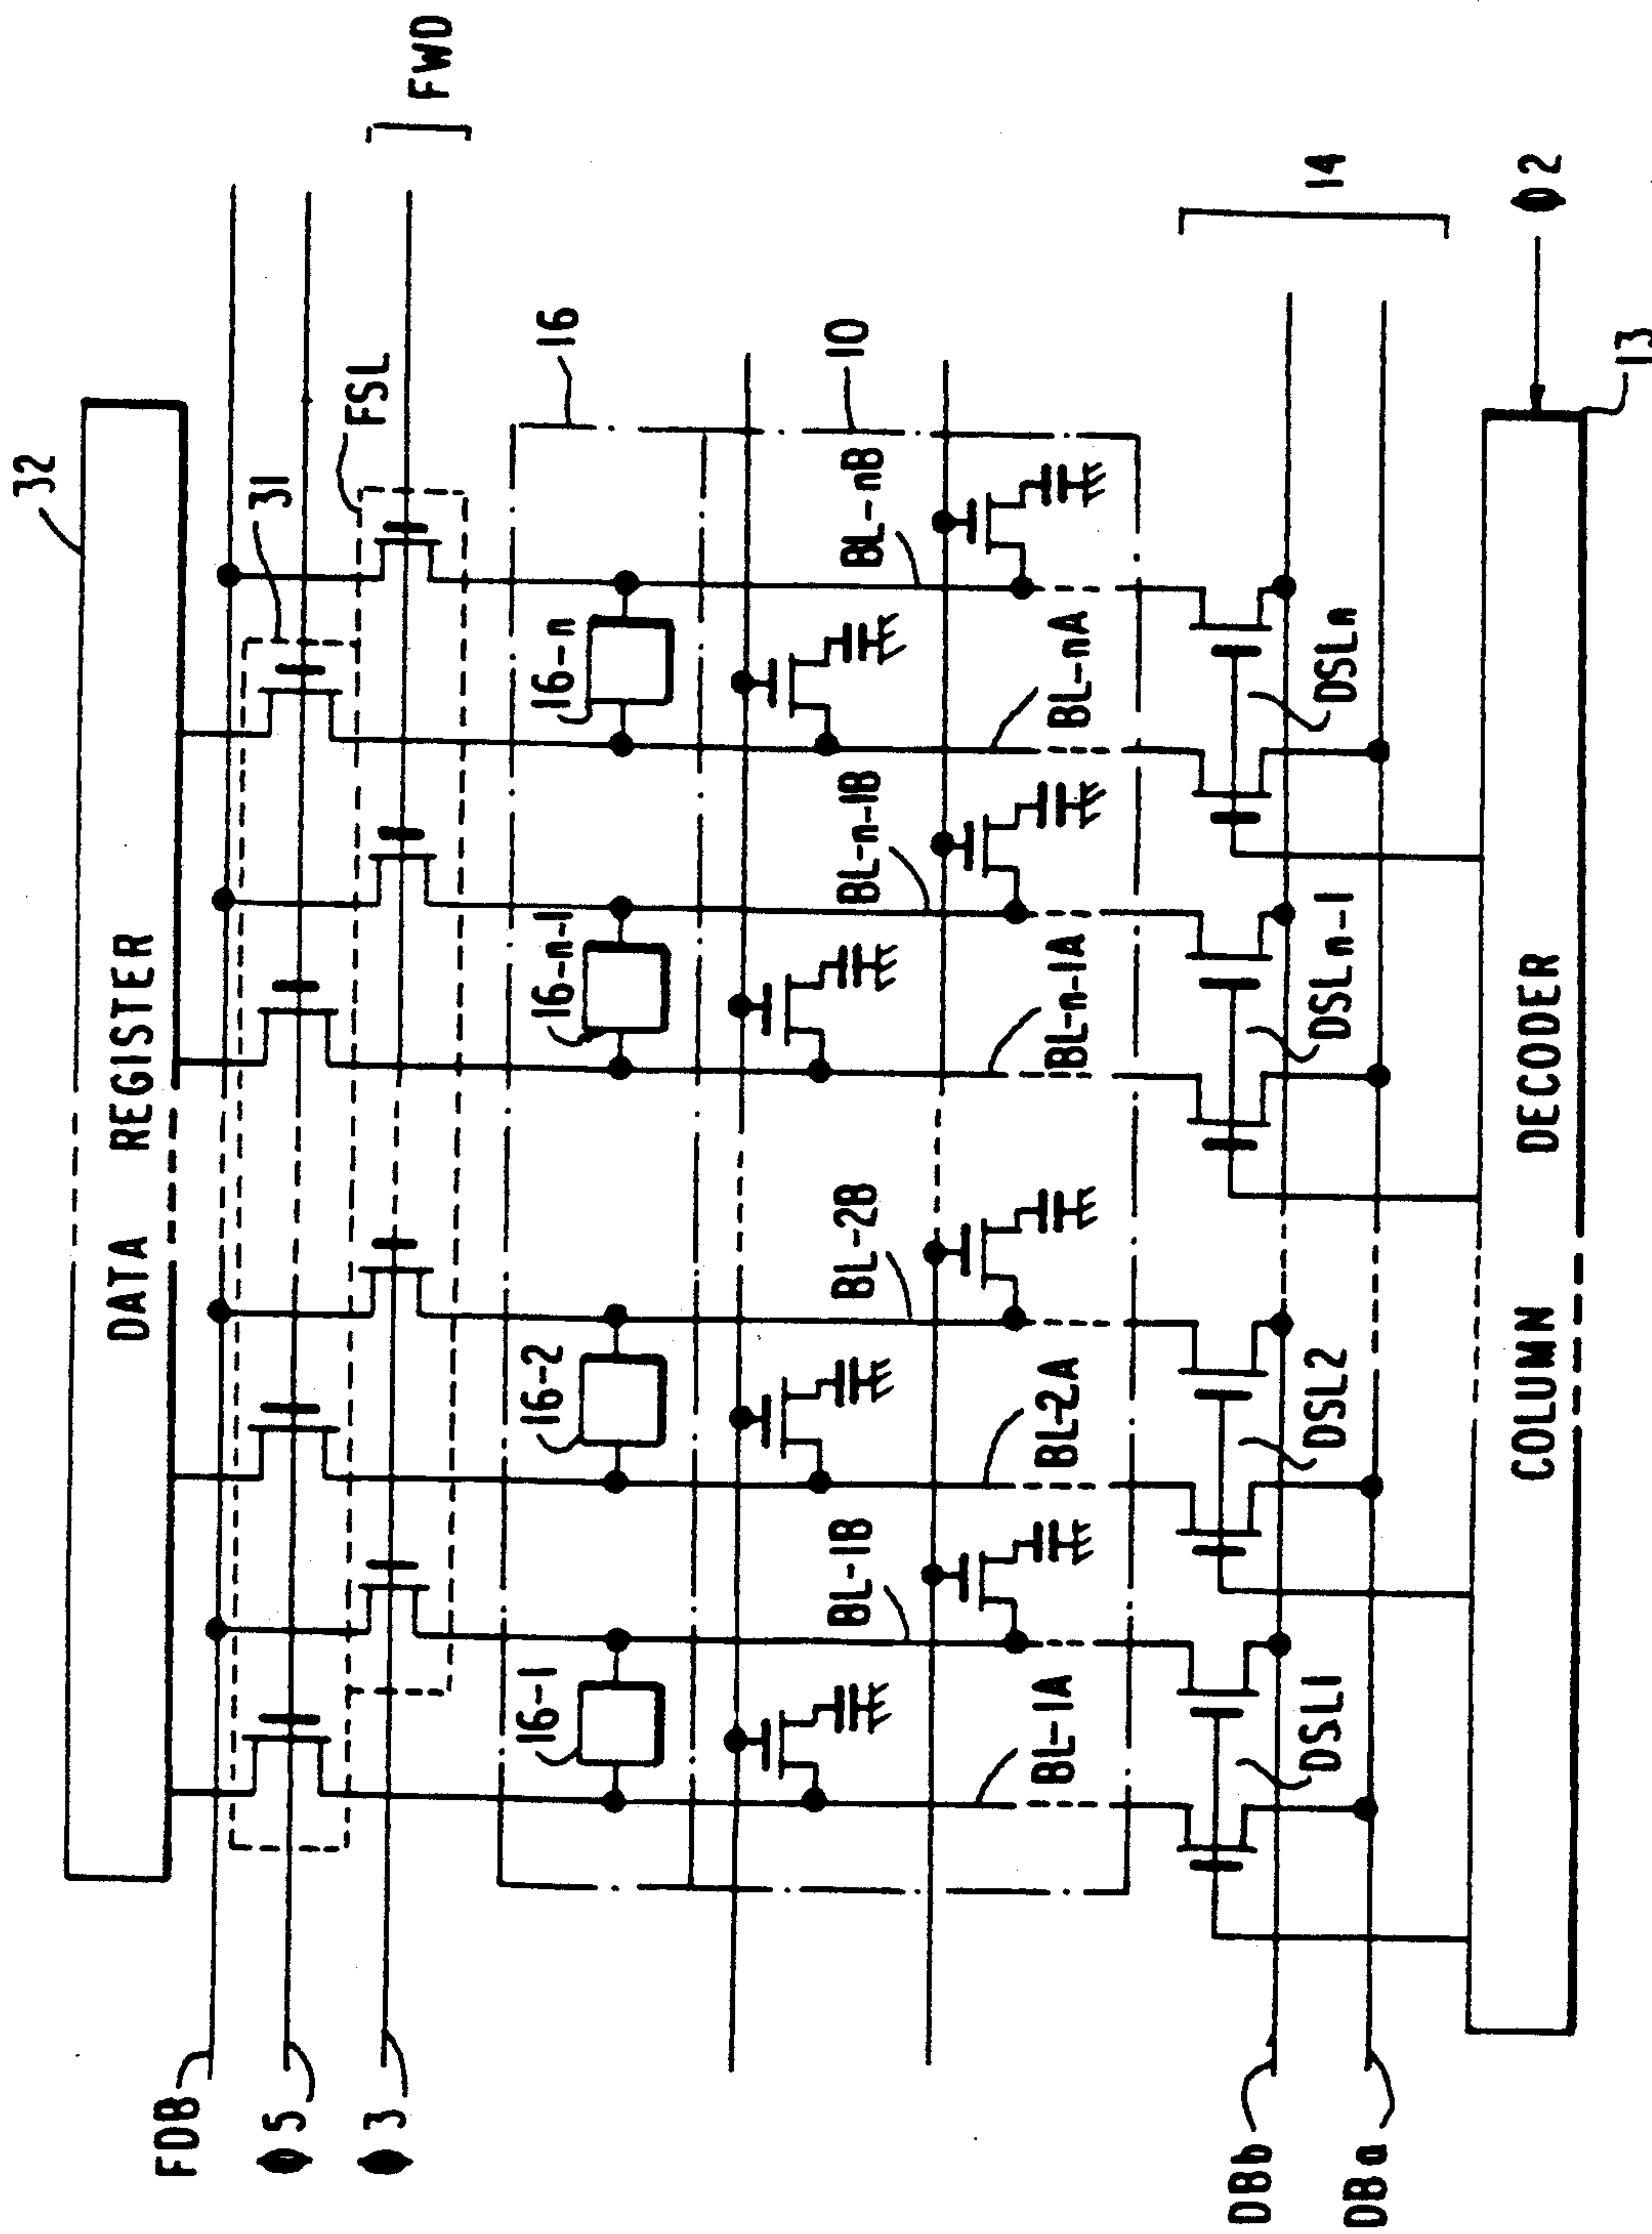 32
DATA REGISTER
31
FSL
FWD
FDB
Φ5
Φ3
16
16-1
16-2
16-n-1
16-n
10
BL-1B
BL-2B
BL-n-1B
BL-nB
BL-1A
BL-2A
BL-n-1A
BL-nA
14
DBb
DBa
DSL1
DSL2
DSLn-1
DSLn
Φ2
COLUMN DECODER
13